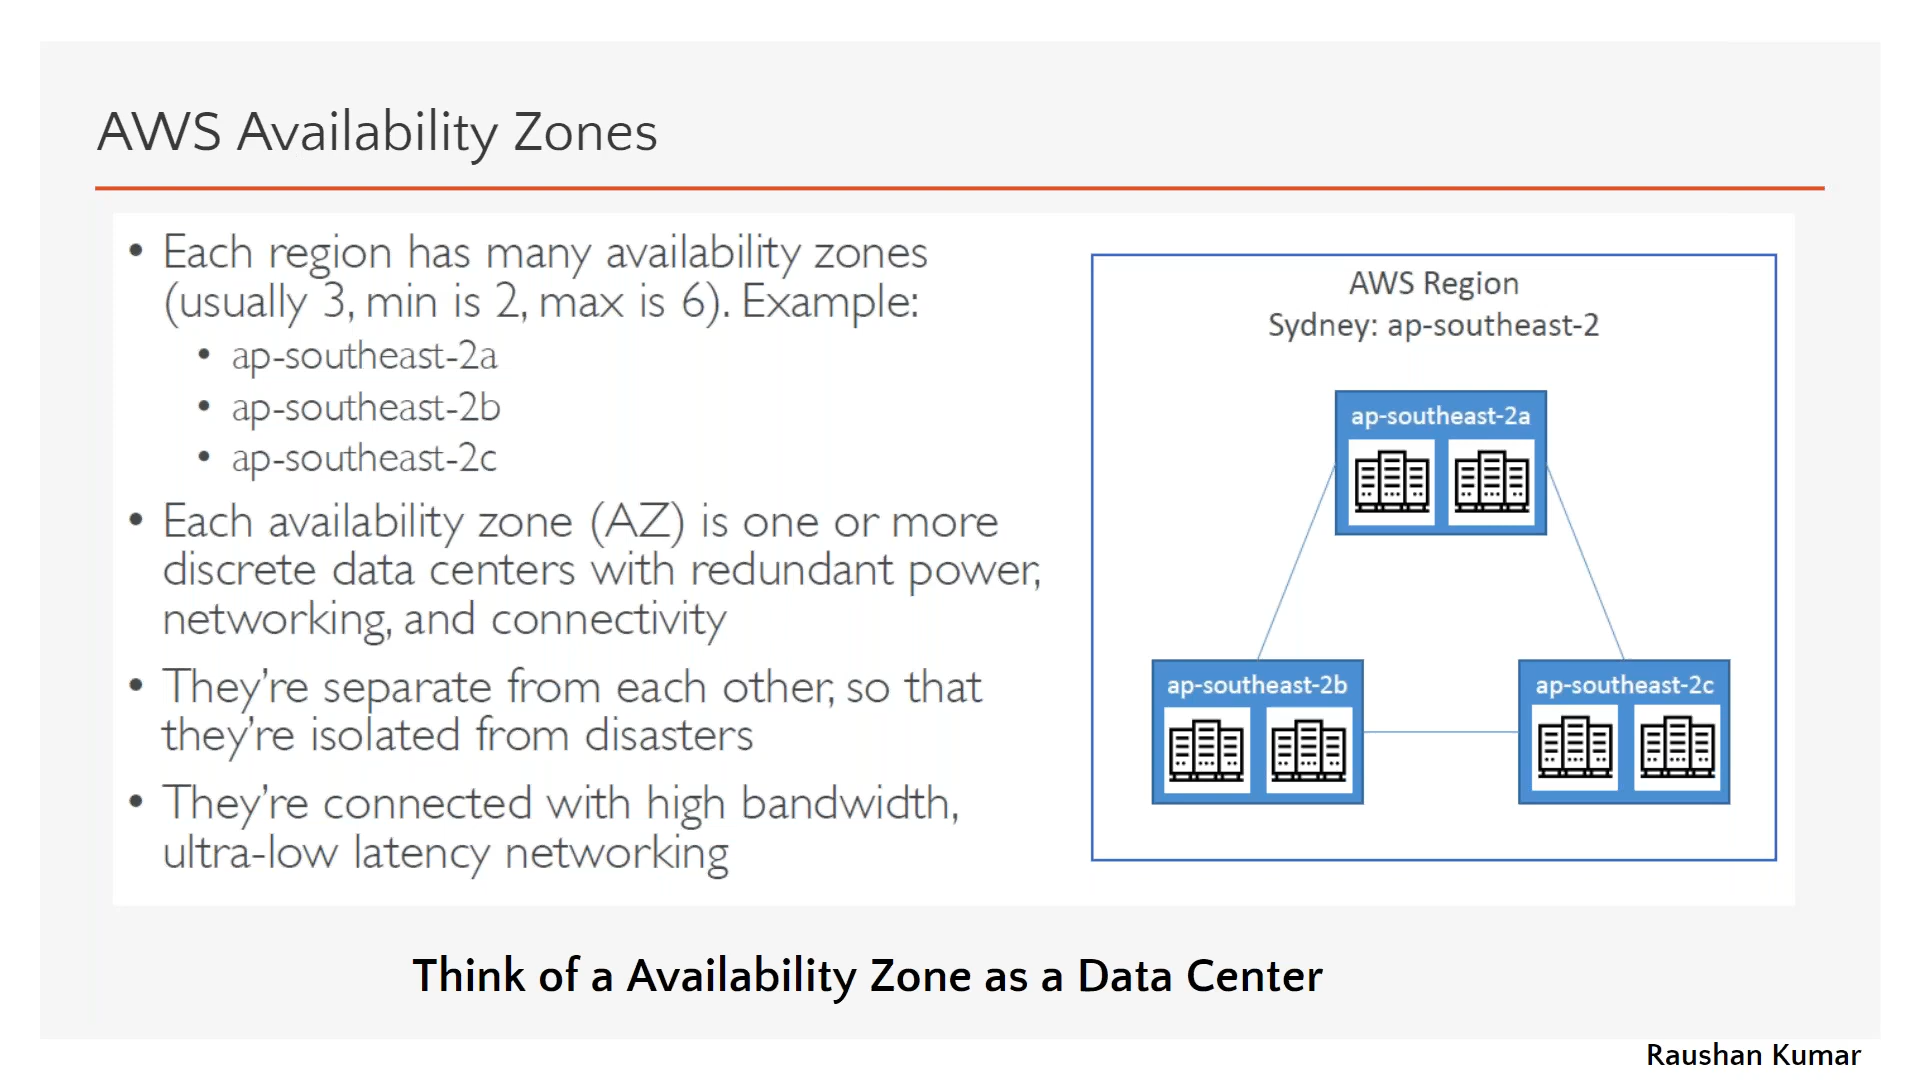 AWS Availability Zones
• Each region has many availability zones
(usually 3, min is 2, max is 6). Example:
• ap-southeast-2a
• ap-southeast-2b
• ap-southeast-2c
• Each availability zone (AZ) is one or more
discrete data centers with redundant power,
networking, and connectivity
• They’re separate from each other, so that
they’re isolated from disasters
• They’re connected with high bandwidth,
ultra-low latency networking
AWS Region
Sydney: ap-southeast-2
ap-southeast-2a
ap-southeast-2b
ap-southeast-2c
Think of a Availability Zone as a Data Center
Raushan Kumar